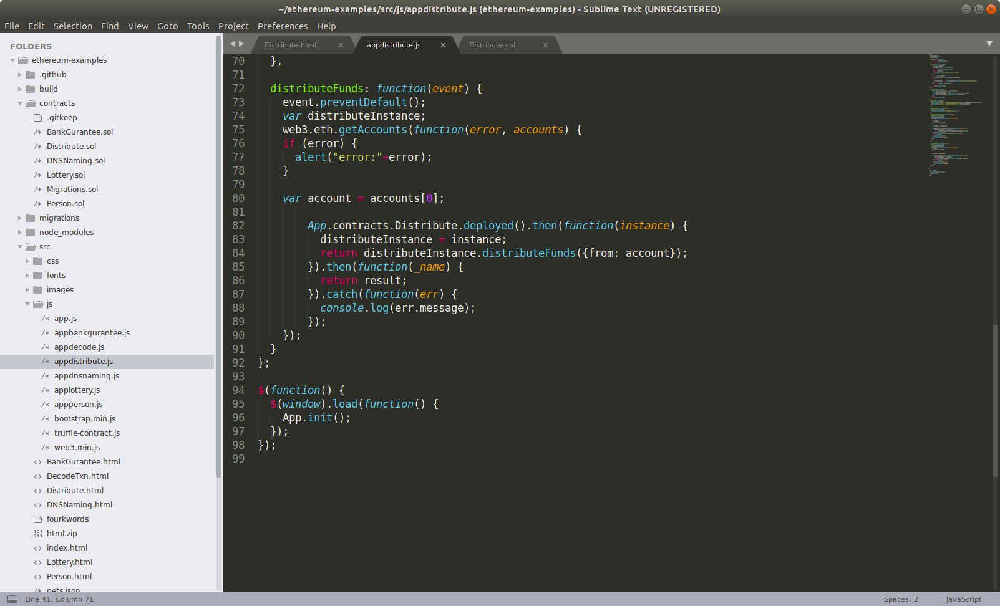 ~/ethereum-examples/src/js/appdistribute.js (ethereum-examples) - Sublime Text (UNREGISTERED)
File Edit Selection Find View Goto Tools Project Preferences Help
FOLDERS
ethereum-examples
.github
build
contracts
.gitkeep
/* BankGurantee.sol
/* Distribute.sol
/* DNSNaming.sol
/* Lottery.sol
/* Migrations.sol
/* Person.sol
migrations
node_modules
src
css
fonts
images
js
/* app.js
/* appbankgurantee.js
/* appdecode.js
/* appdistribute.js
/* appdnsnaming.js
/* applottery.js
/* appperson.js
/* bootstrap.min.js
/* truffle-contract.js
/* web3.min.js
<> BankGurantee.html
<> DecodeTxn.html
<> Distribute.html
<> DNSNaming.html
fourkwords
html.zip
<> index.html
<> Lottery.html
<> Person.html
/* pets.json
Distribute.html × appdistribute.js × Distribute.sol ×
70 },
71
72 distributeFunds: function(event) {
73 event.preventDefault();
74 var distributeInstance;
75 web3.eth.getAccounts(function(error, accounts) {
76 if (error) {
77 alert("error:"+error);
78 }
79
80 var account = accounts[0];
81
82 App.contracts.Distribute.deployed().then(function(instance) {
83 distributeInstance = instance;
84 return distributeInstance.distributeFunds({from: account});
85 }).then(function(_name) {
86 return result;
87 }).catch(function(err) {
88 console.log(err.message);
89 });
90 });
91 }
92 };
93
94 $(function() {
95 $(window).load(function() {
96 App.init();
97 });
98 });
99
Line 41, Column 71 Spaces: 2 JavaScript